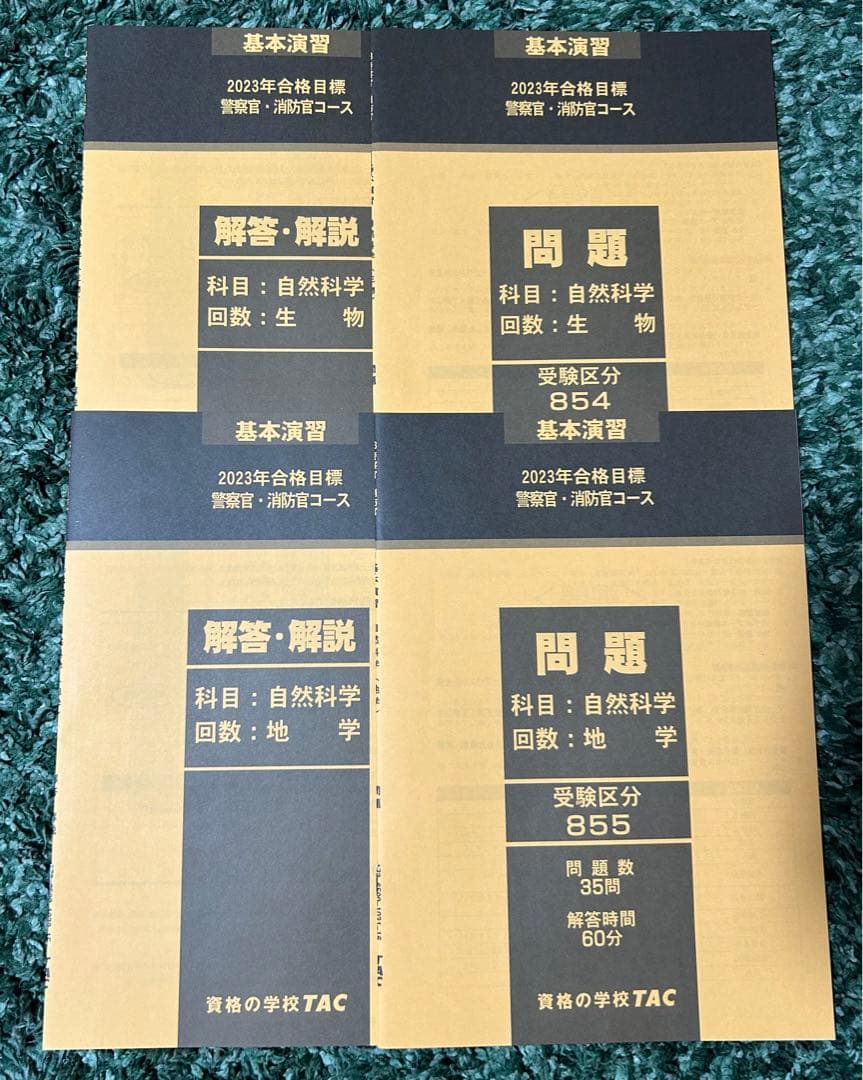 基本演習
2023年合格目標
警察官・消防官コース
解答・解説
科目：自然科学
回数：生　物
基本演習
2023年合格目標
警察官・消防官コース
問題
科目：自然科学
回数：生　物
受験区分
854
基本演習
2023年合格目標
警察官・消防官コース
解答・解説
科目：自然科学
回数：地　学
資格の学校TAC
基本演習
2023年合格目標
警察官・消防官コース
問題
科目：自然科学
回数：地　学
受験区分
855
問題数
35問
解答時間
60分
資格の学校TAC